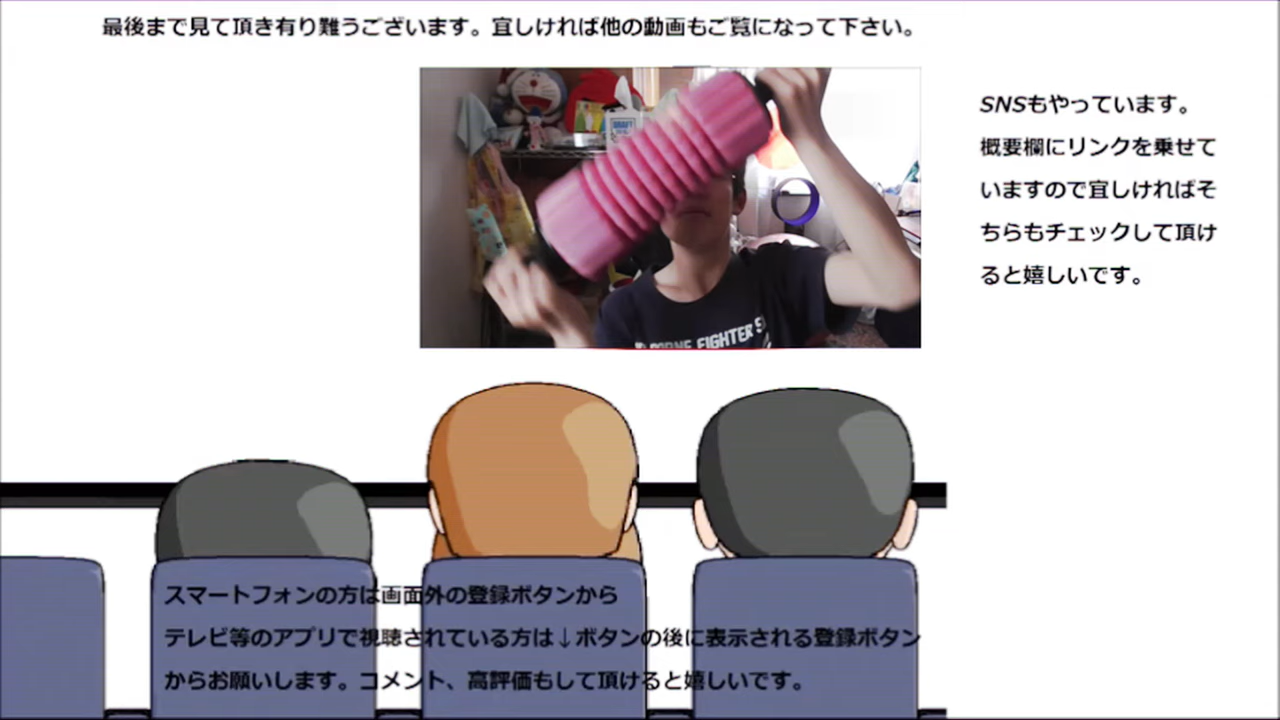 最後まで見て頂き有り難うございます。宜しければ他の動画もご覧になって下さい。
SNSもやっています。
概要欄にリンクを乗せて
いますので宜しければそ
ちらもチェックして頂け
ると嬉しいです。
FIGHTER
スマートフォンの方は画面外の登録ボタンから
テレビ等のアプリで視聴されている方は↓ボタンの後に表示される登録ボタン
からお願いします。コメント、高評価もして頂けると嬉しいです。